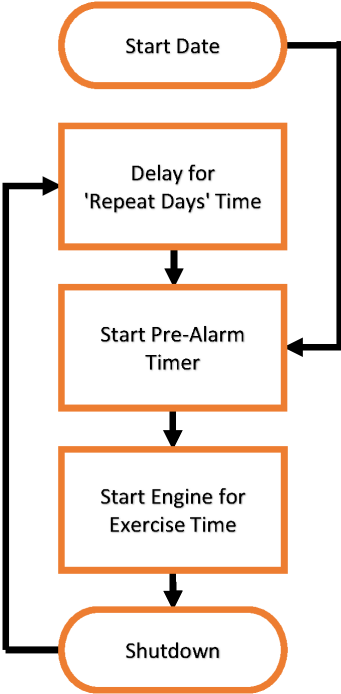 Start Date
Delay for
'Repeat Days' Time
Start Pre-Alarm
Timer
Start Engine for
Exercise Time
Shutdown